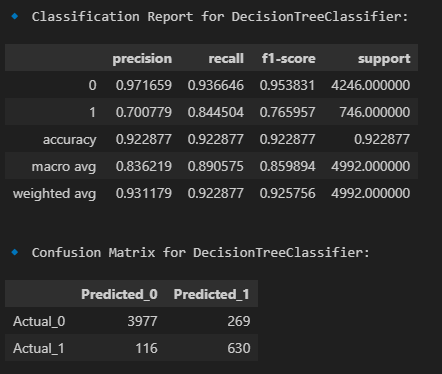 Classification Report for DecisionTreeClassifier:
precision recall f1-score support
0 0.971659 0.936646 0.953831 4246.000000
1 0.700779 0.844504 0.765957 746.000000
accuracy 0.922877 0.922877 0.922877 0.922877
macro avg 0.836219 0.890575 0.859894 4992.000000
weighted avg 0.931179 0.922877 0.925756 4992.000000
Confusion Matrix for DecisionTreeClassifier:
Predicted_0 Predicted_1
Actual_0 3977 269
Actual_1 116 630